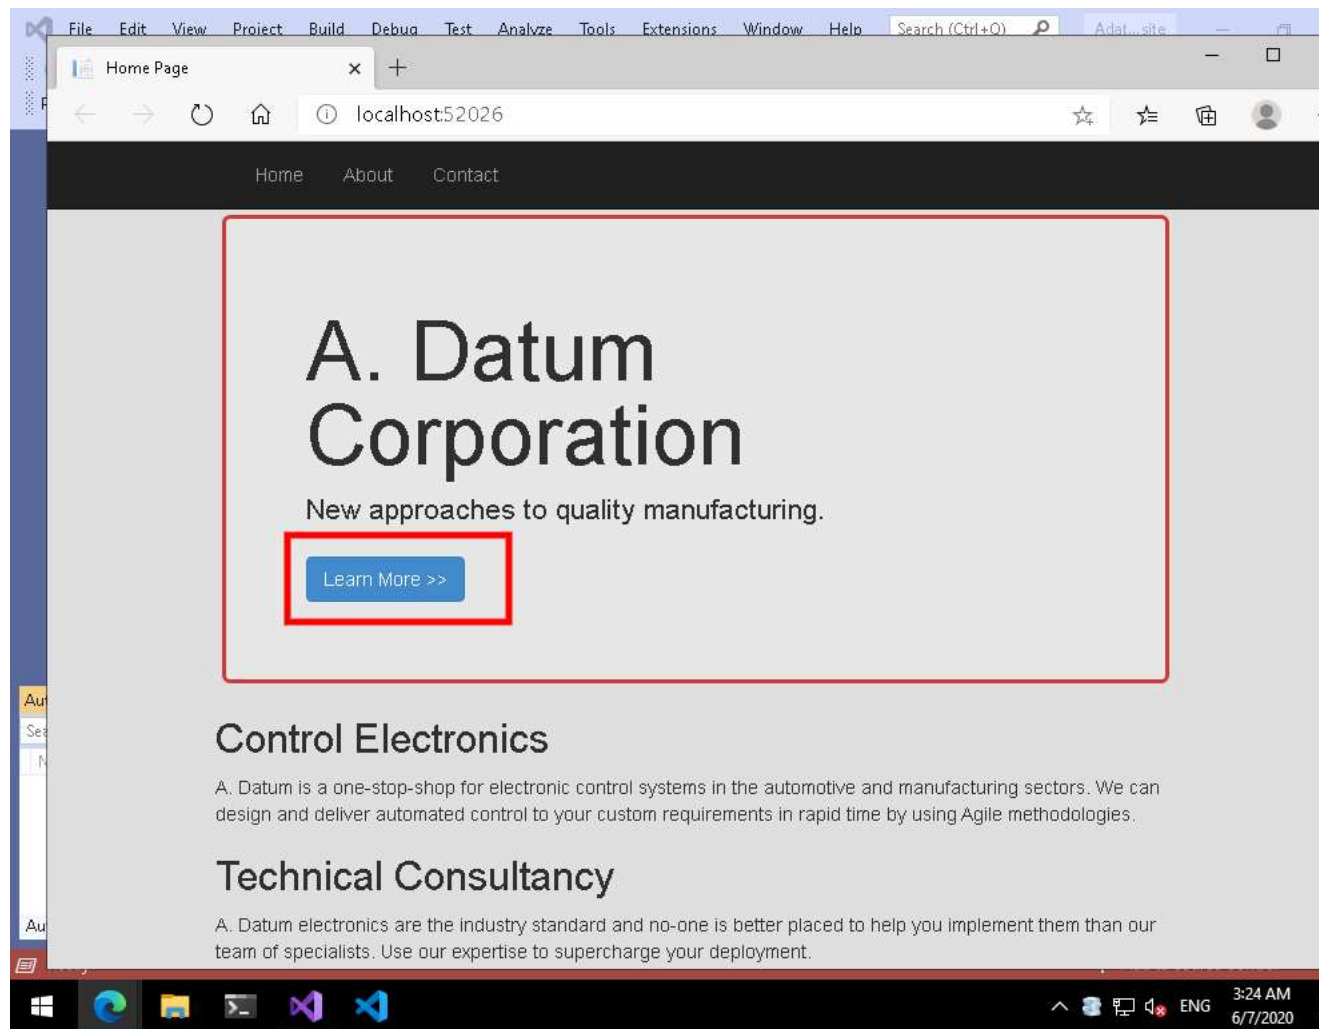 File Edit View Project Build Debug Test Analyze Tools Extensions Window Help Search (Ctrl+Q) Adat...site
Home Page
localhost:52026
Home About Contact
A. Datum
Corporation
New approaches to quality manufacturing.
Learn More >>
Aut
Sea
N
Control Electronics
A. Datum is a one-stop-shop for electronic control systems in the automotive and manufacturing sectors. We can
design and deliver automated control to your custom requirements in rapid time by using Agile methodologies.
Technical Consultancy
Au
A. Datum electronics are the industry standard and no-one is better placed to help you implement them than our
team of specialists. Use our expertise to supercharge your deployment.
ENG
3:24 AM
6/7/2020